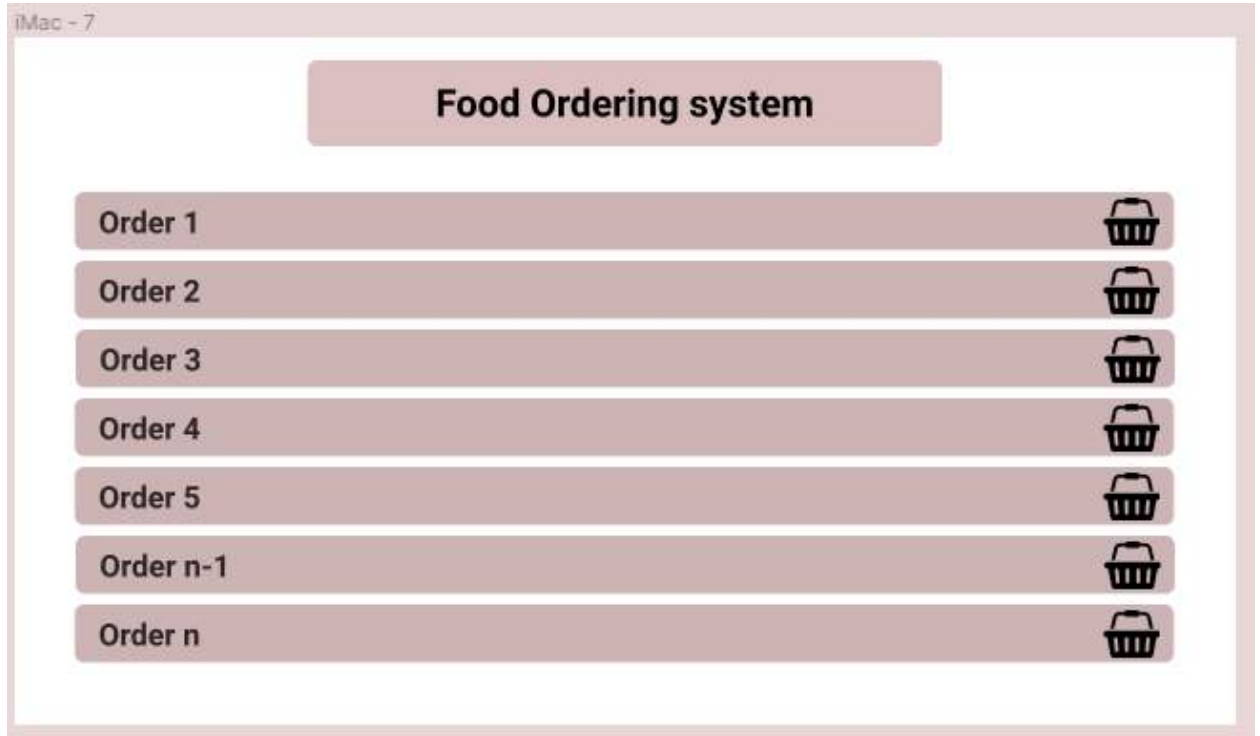 iMac - 7
Food Ordering system
Order 1
Order 2
Order 3
Order 4
Order 5
Order n-1
Order n